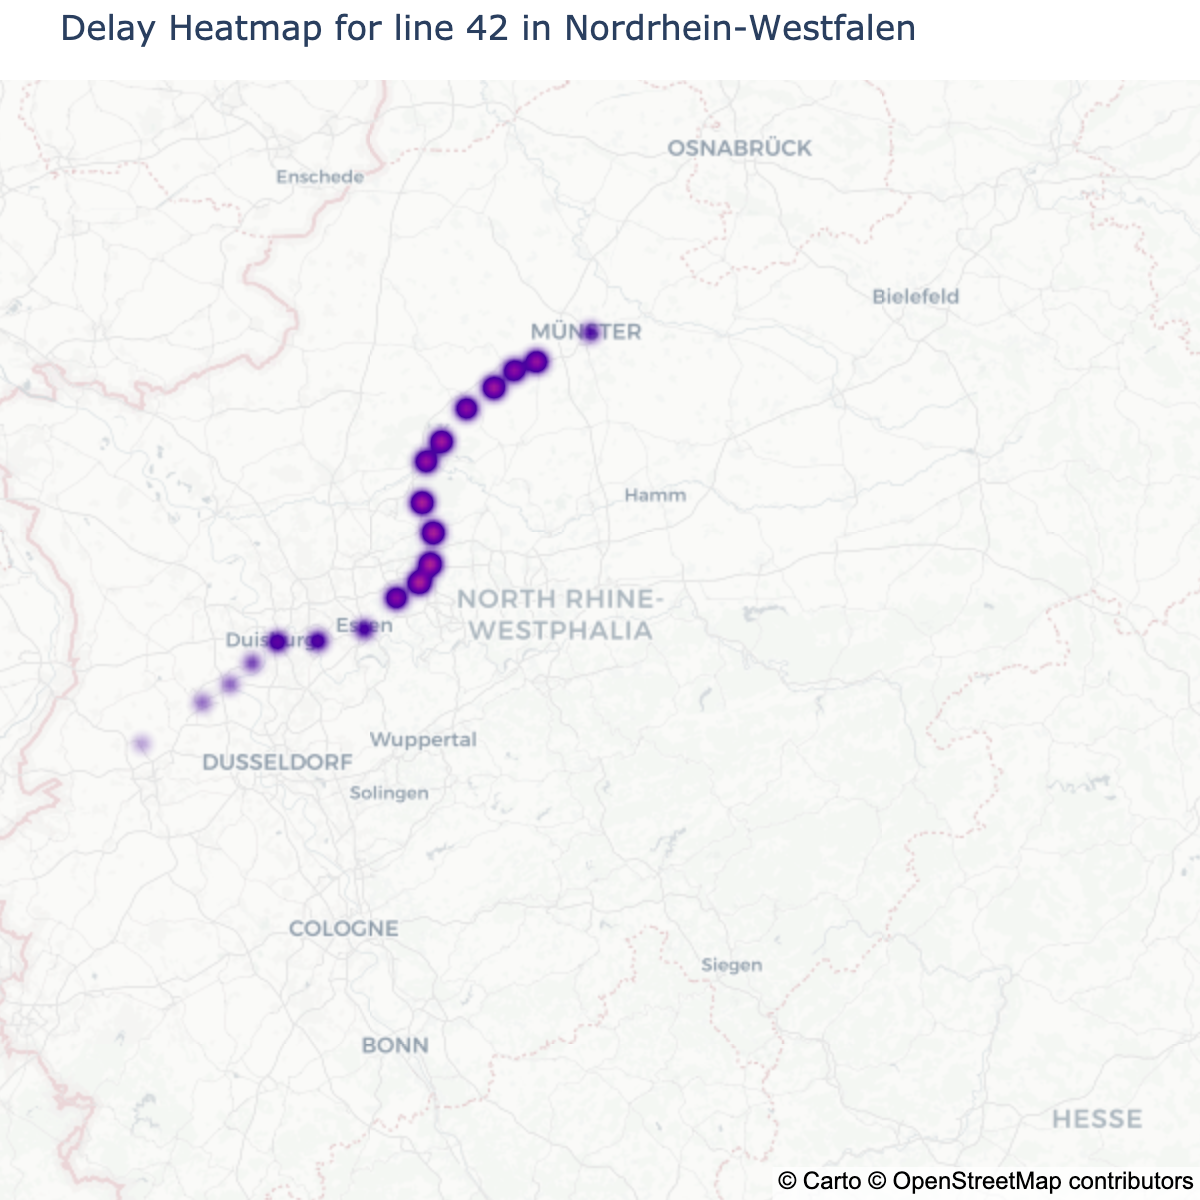 Delay Heatmap for line 42 in Nordrhein-Westfalen
OSNABRÜCK
Enschede
Bielefeld
MÜNSTER
Hamm
NORTH RHINE-
WESTPHALIA
Essen
Duisburg
Wuppertal
DUSSELDORF
Solingen
COLOGNE
Siegen
BONN
HESSE
© Carto © OpenStreetMap contributors